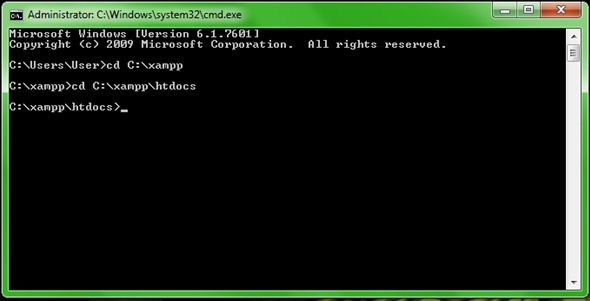 Administrator: C:\Windows\system32\cmd.exe
Microsoft Windows [Version 6.1.7601]
Copyright (c) 2009 Microsoft Corporation.  All rights reserved.
C:\Users\User>cd C:\xampp
C:\xampp>cd C:\xampp\htdocs
C:\xampp\htdocs>_